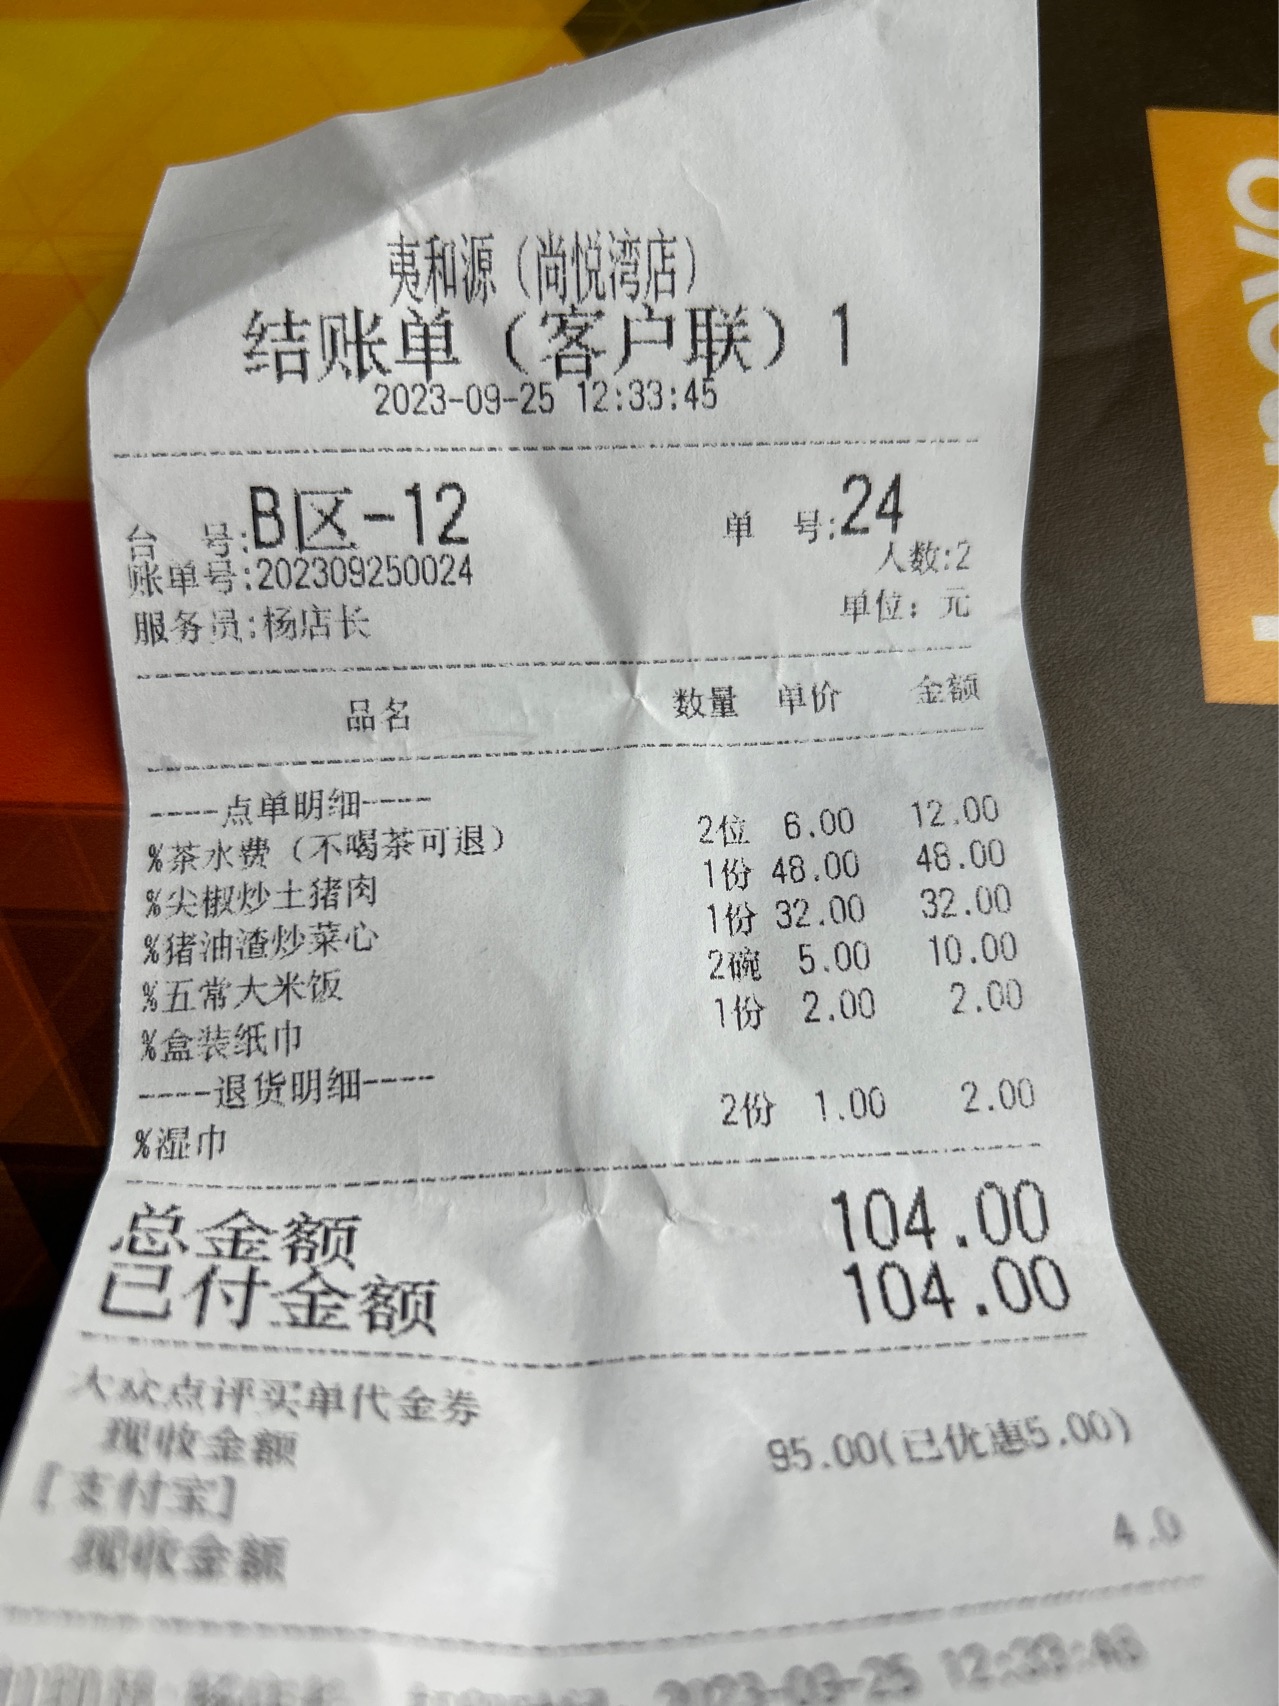 夷和源（尚悦湾店）
结账单（客户联）1
2023-09-25 12:33:45
台 号:B区-12 单 号:24
人数:2
账单号:202309250024
单位：元
服务员:杨店长
品名 数量 单价 金额
----点单明细----
%茶水费（不喝茶可退） 2位 6.00 12.00
%尖椒炒土猪肉 1份 48.00 48.00
%猪油渣炒菜心 1份 32.00 32.00
%五常大米饭 2碗 5.00 10.00
%盒装纸巾 1份 2.00 2.00
----退货明细----
%湿巾 2份 1.00 2.00
总金额 104.00
已付金额 104.00
大众点评买单代金券
现收金额 95.00(已优惠5.00)
[支付宝]
现收金额 4.0
2023-09-25 12:33:46